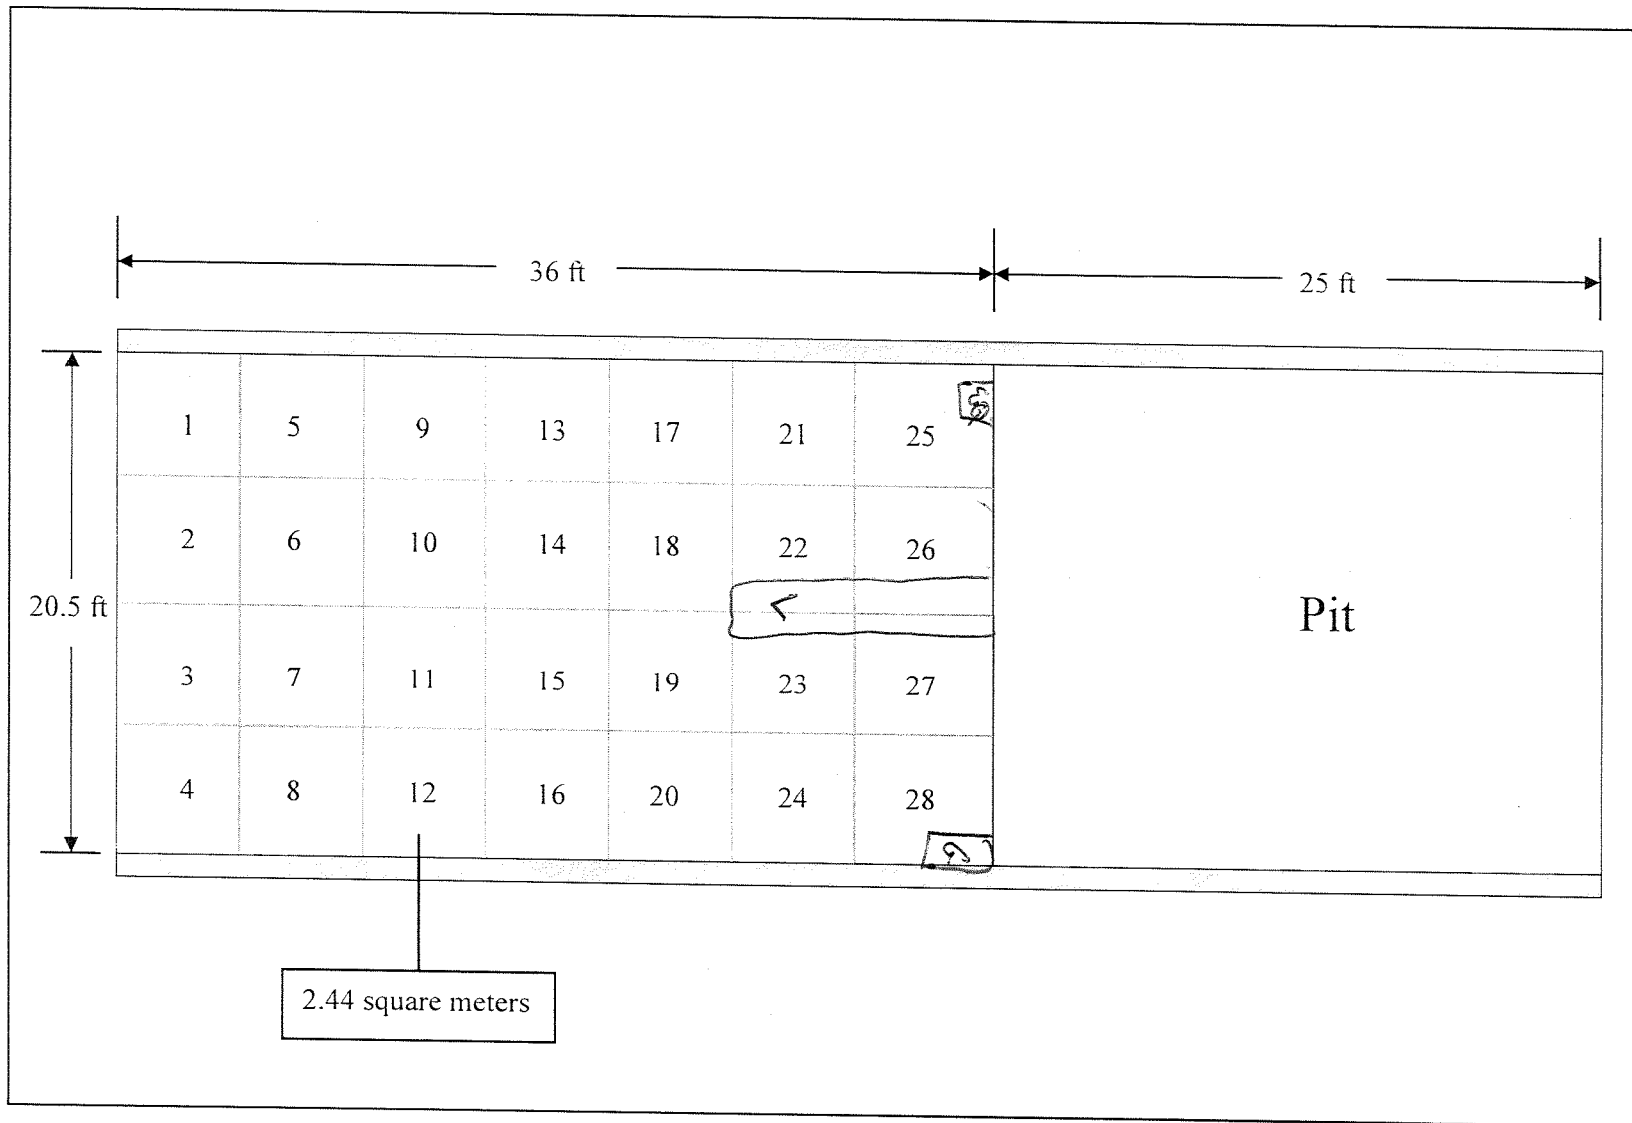 36 ft
25 ft
1 5 9 13 17 21 25
2 6 10 14 18 22 26
20.5 ft
Pit
3 7 11 15 19 23 27
4 8 12 16 20 24 28
2.44 square meters